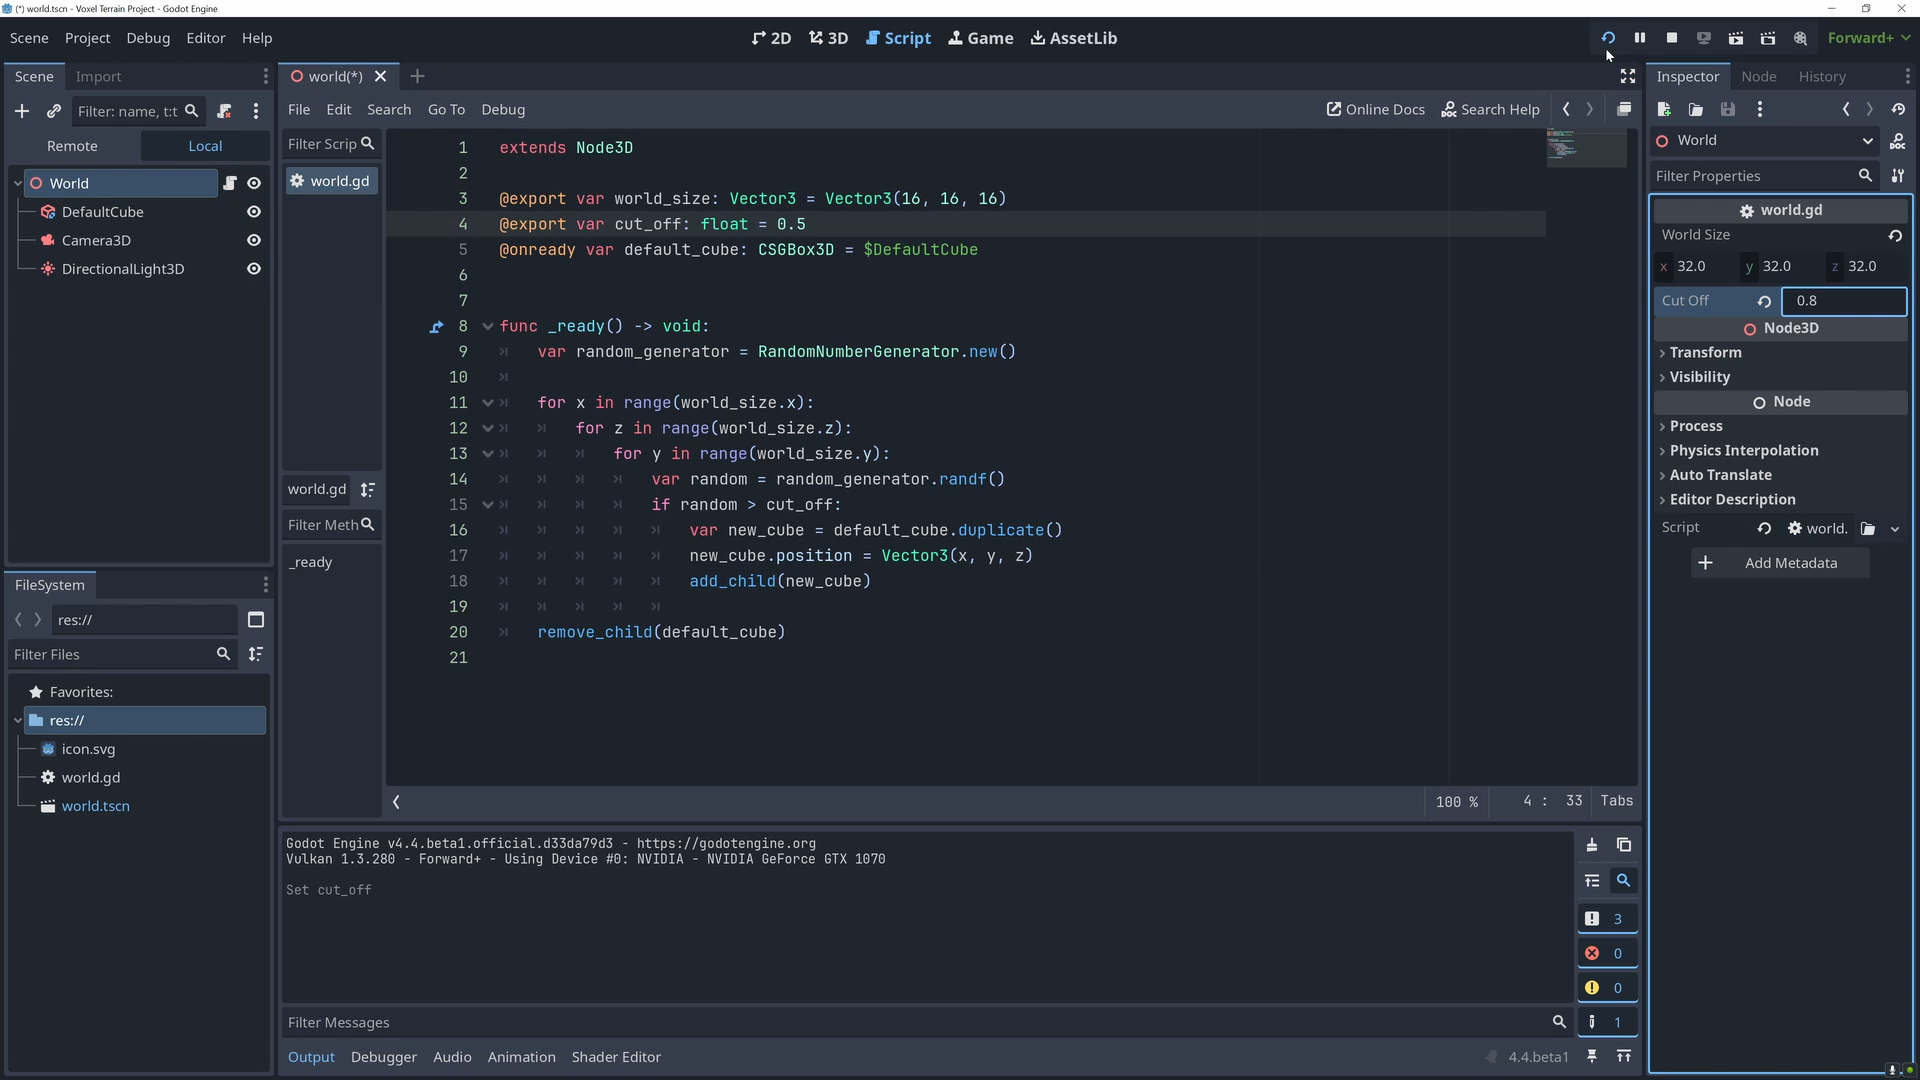 (*) world.tscn - Voxel Terrain Project - Godot Engine
Scene Project Debug Editor Help
2D 3D Script Game AssetLib
Forward+
Scene Import
Filter: name, t:t
Remote Local
World
DefaultCube
Camera3D
DirectionalLight3D
FileSystem
res://
Filter Files
Favorites:
res://
icon.svg
world.gd
world.tscn
world(*)
File Edit Search Go To Debug
Online Docs Search Help
Filter Scrip
world.gd
world.gd
Filter Meth
_ready
1 extends Node3D
2
3 @export var world_size: Vector3 = Vector3(16, 16, 16)
4 @export var cut_off: float = 0.5
5 @onready var default_cube: CSGBox3D = $DefaultCube
6
7
8 func _ready() -> void:
9 var random_generator = RandomNumberGenerator.new()
10
11 for x in range(world_size.x):
12 for z in range(world_size.z):
13 for y in range(world_size.y):
14 var random = random_generator.randf()
15 if random > cut_off:
16 var new_cube = default_cube.duplicate()
17 new_cube.position = Vector3(x, y, z)
18 add_child(new_cube)
19
20 remove_child(default_cube)
21
100 % 4 : 33 Tabs
Godot Engine v4.4.beta1.official.d33da79d3 - https://godotengine.org
Vulkan 1.3.280 - Forward+ - Using Device #0: NVIDIA - NVIDIA GeForce GTX 1070
Set cut_off
3
0
0
1
Filter Messages
Output Debugger Audio Animation Shader Editor
4.4.beta1
Inspector Node History
World
Filter Properties
world.gd
World Size
x 32.0 y 32.0 z 32.0
Cut Off 0.8
Node3D
Transform
Visibility
Node
Process
Physics Interpolation
Auto Translate
Editor Description
Script world.
Add Metadata